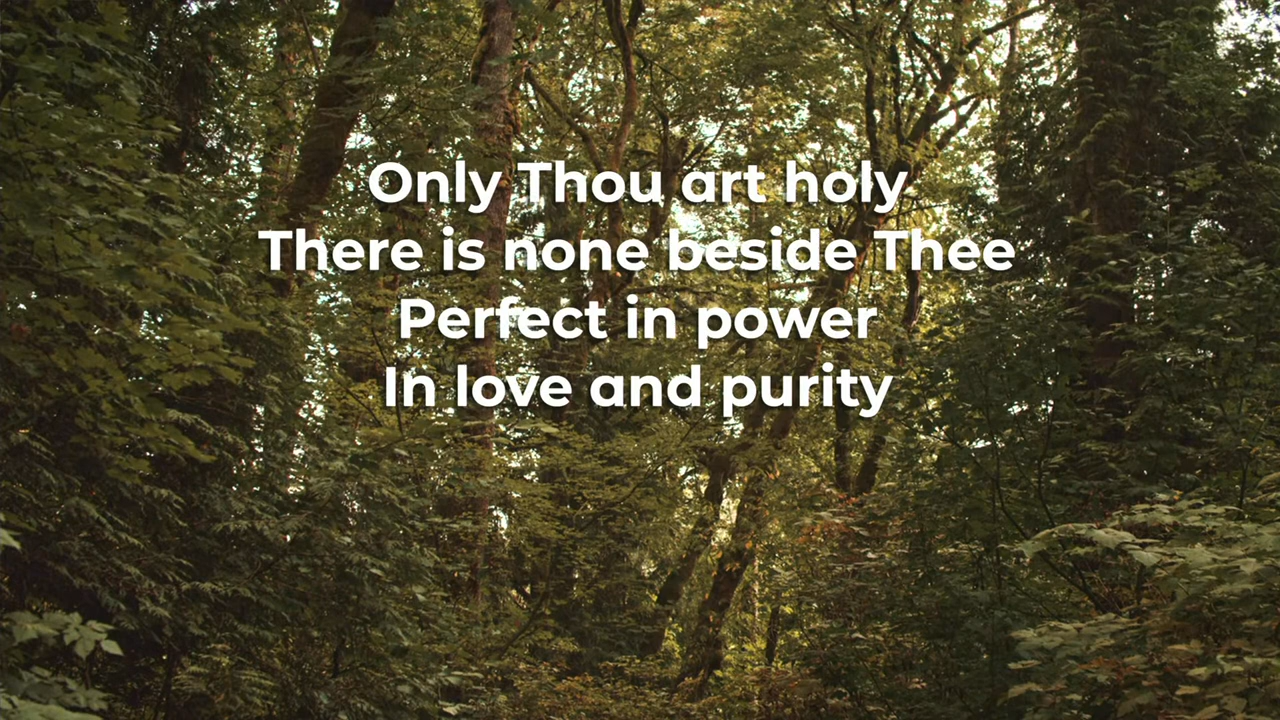 Only Thou art holy
There is none beside Thee
Perfect in power
In love and purity